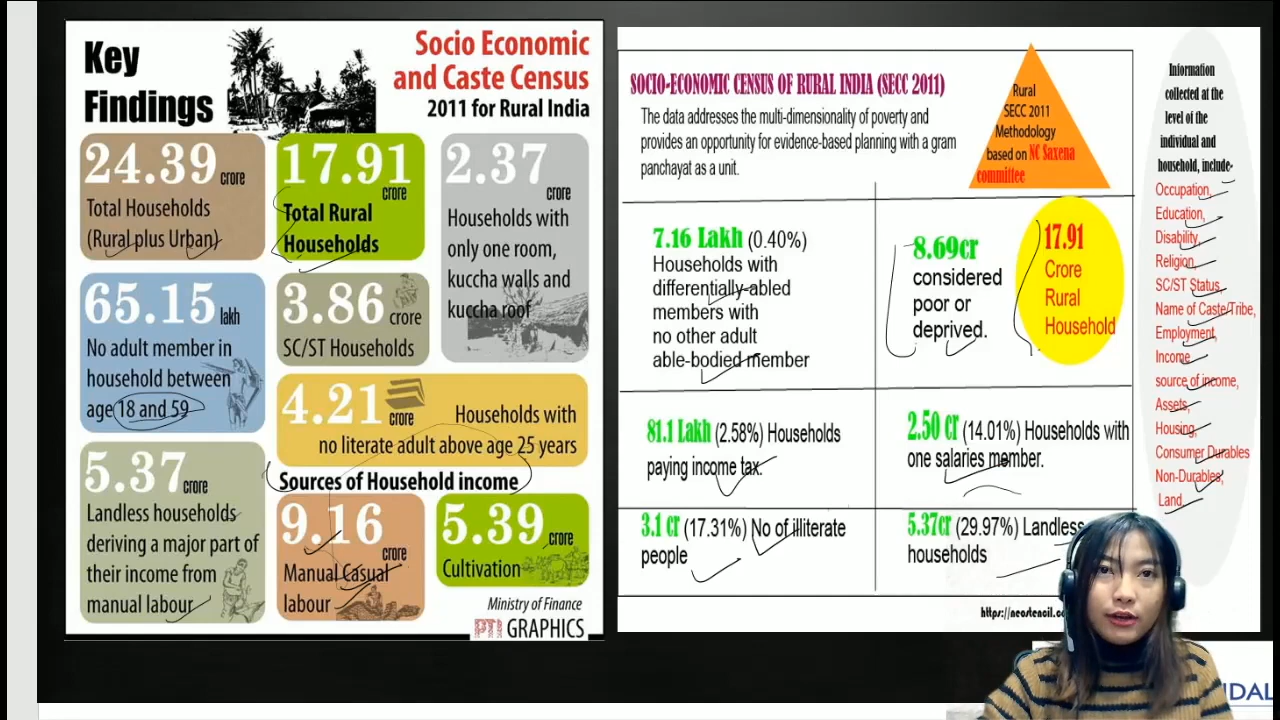 Key
Findings
Socio Economic
and Caste Census
2011 for Rural India
24.39 crore
Total Households
(Rural plus Urban)
17.91
crore
Total Rural
Households
2.37
crore
Households with
only one room,
kuccha walls and
kuccha roof
65.15 lakh
No adult member in
household between
age 18 and 59
3.86
crore
SC/ST Households
4.21
crore
Households with
no literate adult above age 25 years
5.37
crore
Landless households
deriving a major part of
their income from
manual labour
Sources of Household income
9.16
crore
Manual Casual
labour
5.39
crore
Cultivation
Ministry of Finance
PTI GRAPHICS
SOCIO-ECONOMIC CENSUS OF RURAL INDIA (SECC 2011)
The data addresses the multi-dimensionality of poverty and
provides an opportunity for evidence-based planning with a gram
panchayat as a unit.
Rural
SECC 2011
Methodology
based on NC Saxena
committee
7.16 Lakh (0.40%)
Households with
differentially-abled
members with
no other adult
able-bodied member
8.69cr
considered
poor or
deprived.
17.91
Crore
Rural
Household
81.1 Lakh (2.58%) Households
paying income tax.
2.50 cr (14.01%) Households with
one salaries member.
3.1 cr (17.31%) No of illiterate
people
5.37cr (29.97%) Landless
households
https://neostencil.co
Information
collected at the
level of the
individual and
household, include-
Occupation,
Education,
Disability,
Religion,
SC/ST Status,
Name of Caste/Tribe,
Employment,
Income,
source of income,
Assets,
Housing,
Consumer Durables
Non-Durables,
Land.